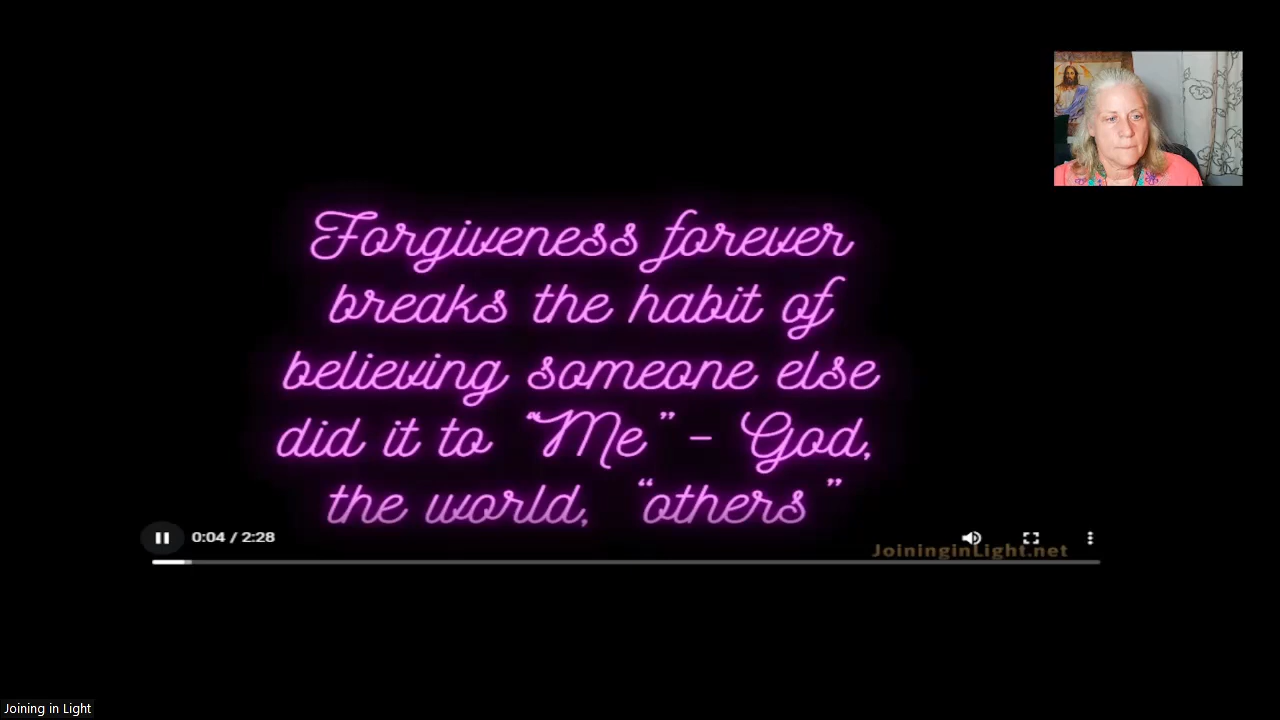 Forgiveness forever
breaks the habit of
believing someone else
did it to “Me” - God,
the world, “others”
0:04 / 2:28
JoininginLight.net
Joining in Light